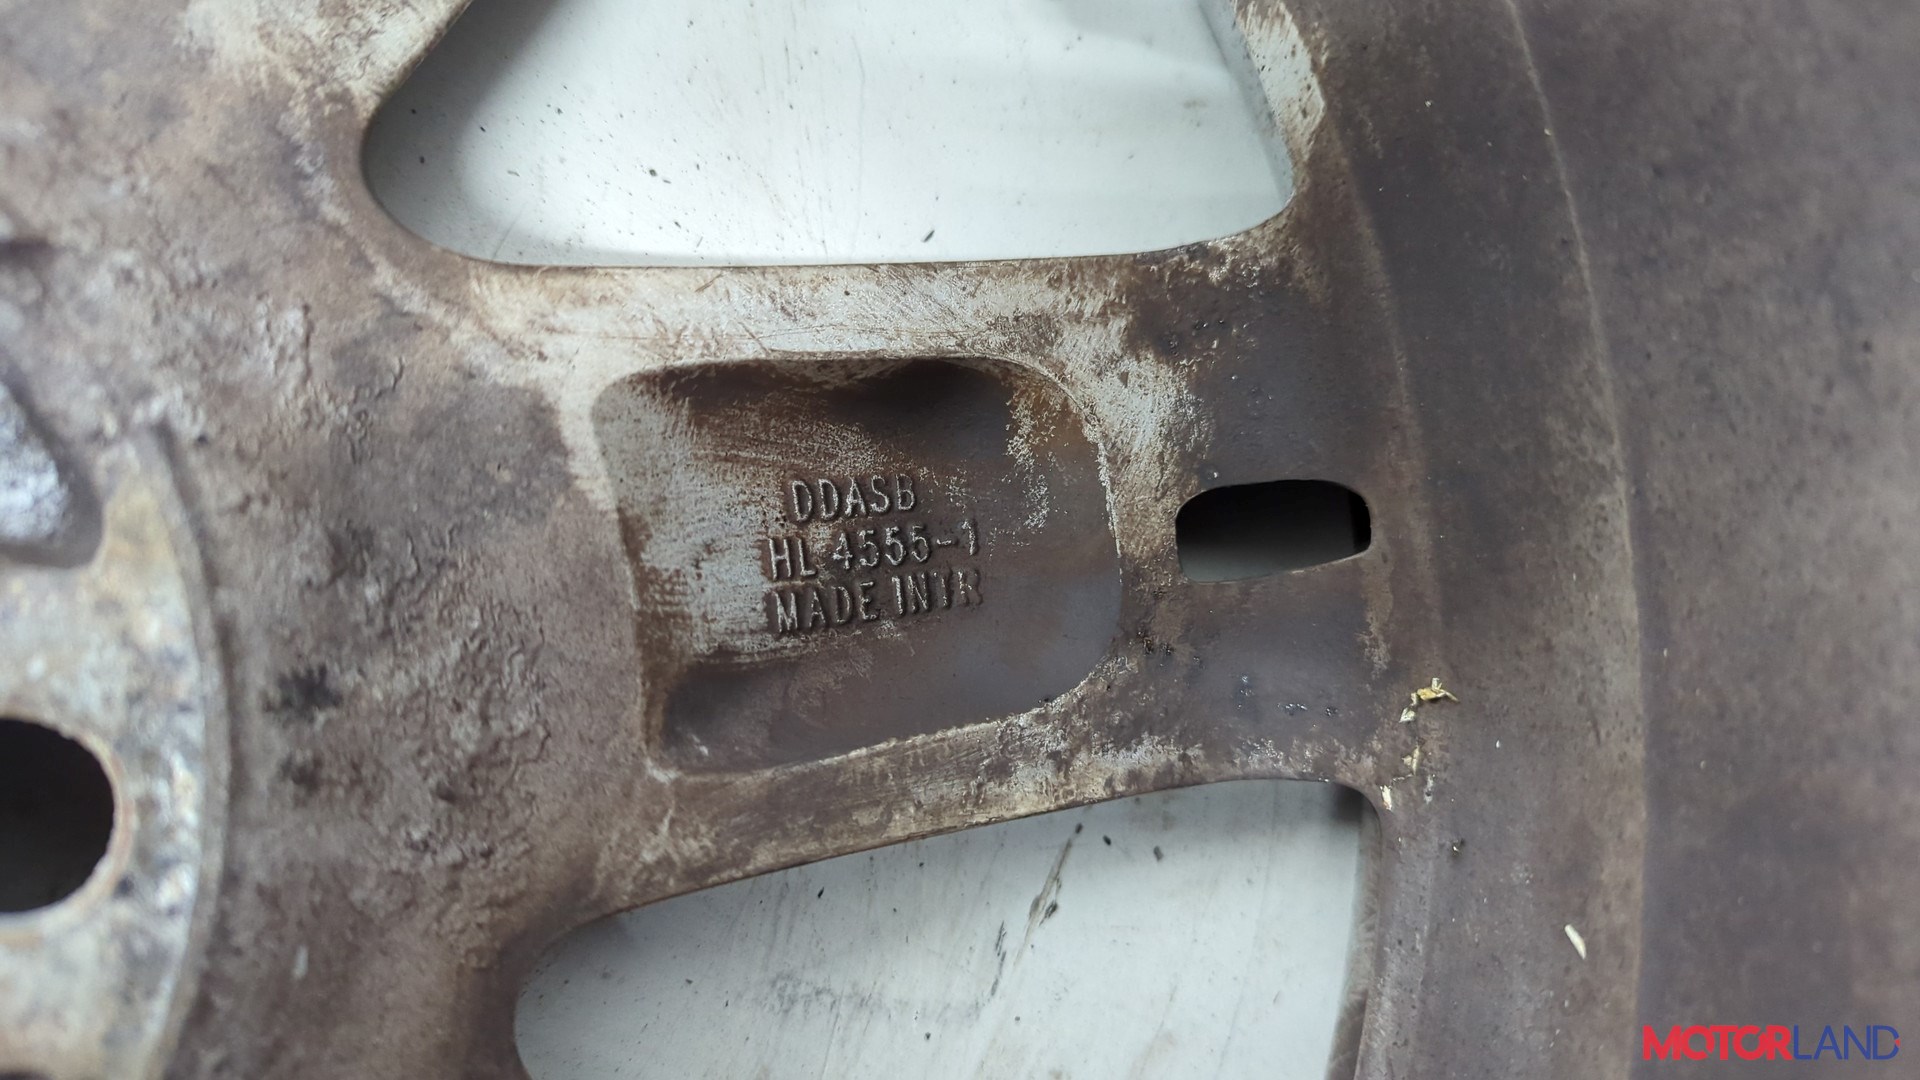 DDASB
HL 4555-1
MADE IN TR
MOTORLAND